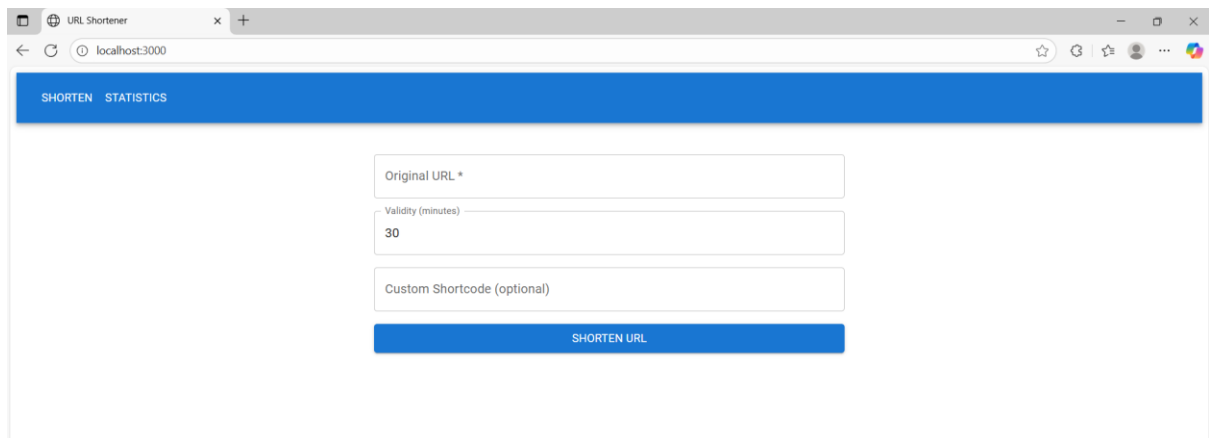 URL Shortener
localhost:3000
SHORTEN STATISTICS
Original URL *
Validity (minutes)
30
Custom Shortcode (optional)
SHORTEN URL